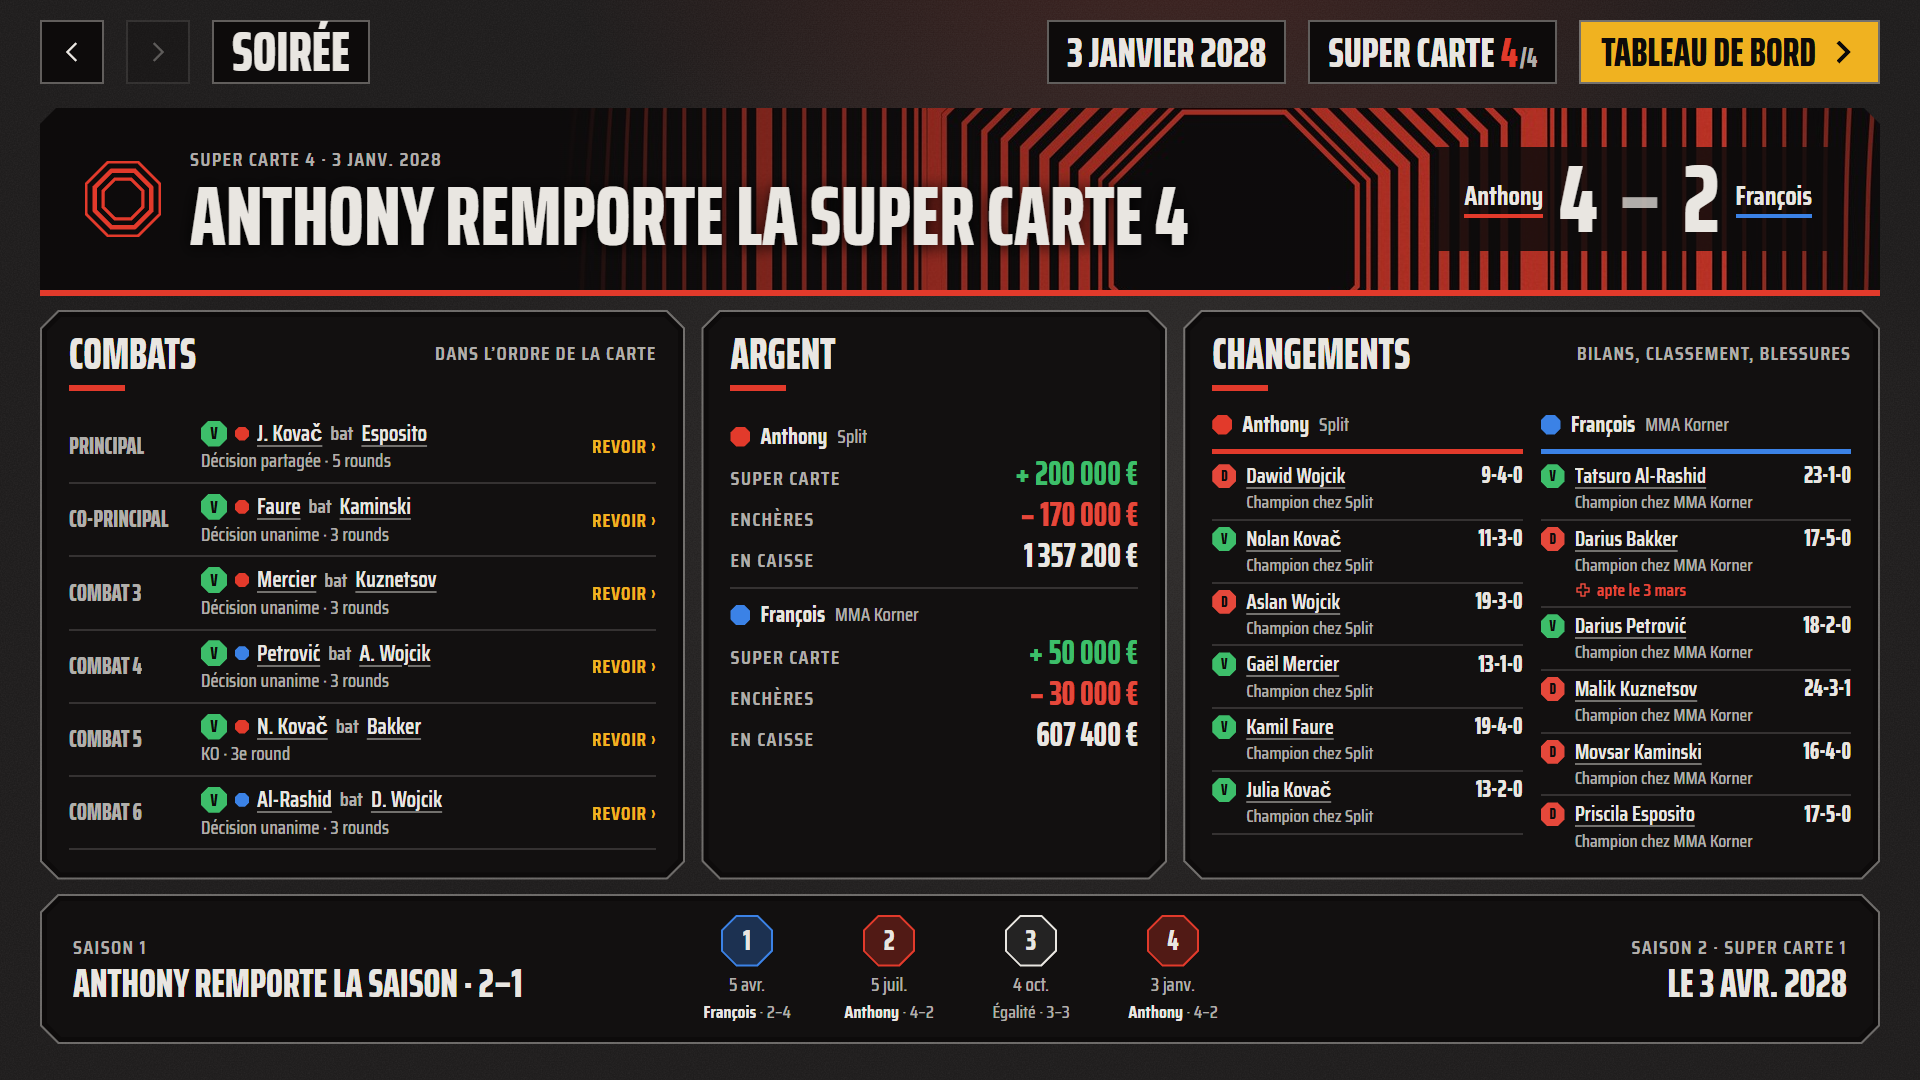 SOIRÉE
3 JANVIER 2028
SUPER CARTE 4/4
TABLEAU DE BORD
SUPER CARTE 4 · 3 JANV. 2028
ANTHONY REMPORTE LA SUPER CARTE 4
Anthony 4 – 2 François
COMBATS
DANS L'ORDRE DE LA CARTE
PRINCIPAL
V J. Kovač bat Esposito
Décision partagée · 5 rounds
REVOIR ›
CO-PRINCIPAL
V Faure bat Kaminski
Décision unanime · 3 rounds
REVOIR ›
COMBAT 3
V Mercier bat Kuznetsov
Décision unanime · 3 rounds
REVOIR ›
COMBAT 4
V Petrović bat A. Wojcik
Décision unanime · 3 rounds
REVOIR ›
COMBAT 5
V N. Kovač bat Bakker
KO · 3e round
REVOIR ›
COMBAT 6
V Al-Rashid bat D. Wojcik
Décision unanime · 3 rounds
REVOIR ›
ARGENT
Anthony Split
SUPER CARTE + 200 000 €
ENCHÈRES – 170 000 €
EN CAISSE 1 357 200 €
François MMA Korner
SUPER CARTE + 50 000 €
ENCHÈRES – 30 000 €
EN CAISSE 607 400 €
CHANGEMENTS
BILANS, CLASSEMENT, BLESSURES
Anthony Split
D Dawid Wojcik 9-4-0
Champion chez Split
V Nolan Kovač 11-3-0
Champion chez Split
D Aslan Wojcik 19-3-0
Champion chez Split
V Gaël Mercier 13-1-0
Champion chez Split
V Kamil Faure 19-4-0
Champion chez Split
V Julia Kovač 13-2-0
Champion chez Split
François MMA Korner
V Tatsuro Al-Rashid 23-1-0
Champion chez MMA Korner
D Darius Bakker 17-5-0
Champion chez MMA Korner
apte le 3 mars
V Darius Petrović 18-2-0
Champion chez MMA Korner
D Malik Kuznetsov 24-3-1
Champion chez MMA Korner
D Movsar Kaminski 16-4-0
Champion chez MMA Korner
D Priscila Esposito 17-5-0
Champion chez MMA Korner
SAISON 1
ANTHONY REMPORTE LA SAISON · 2–1
1
5 avr.
François · 2–4
2
5 juil.
Anthony · 4–2
3
4 oct.
Égalité · 3–3
4
3 janv.
Anthony · 4–2
SAISON 2 · SUPER CARTE 1
LE 3 AVR. 2028